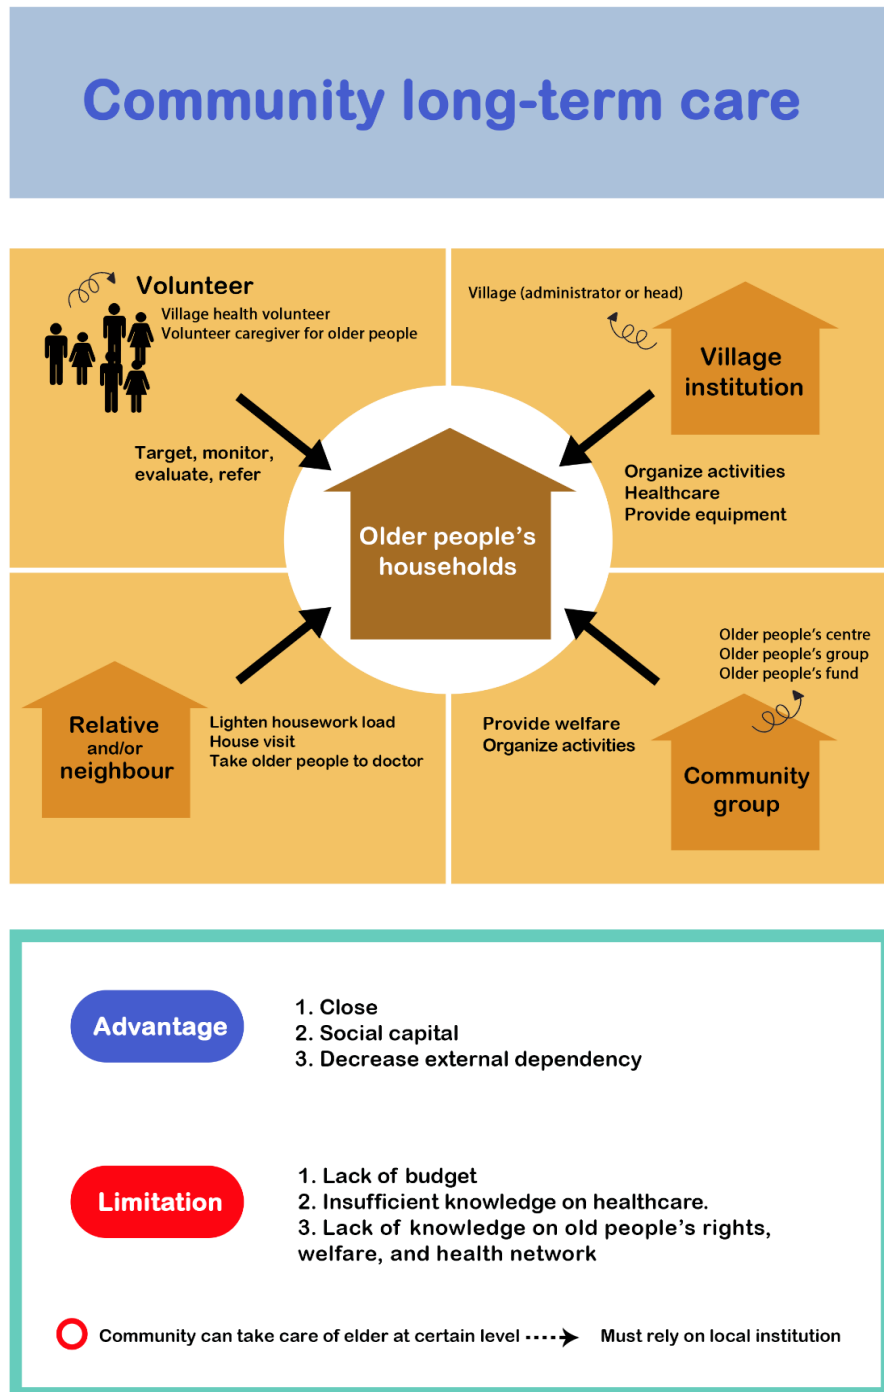 Community long-term care
Volunteer
Village health volunteer
Volunteer caregiver for older people
Target, monitor,
evaluate, refer
Village (administrator or head)
Village
institution
Organize activities
Healthcare
Provide equipment
Older people's
households
Relative
and/or
neighbour
Lighten housework load
House visit
Take older people to doctor
Older people's centre
Older people's group
Older people's fund
Provide welfare
Organize activities
Community
group
Advantage
1. Close
2. Social capital
3. Decrease external dependency
Limitation
1. Lack of budget
2. Insufficient knowledge on healthcare.
3. Lack of knowledge on old people's rights,
welfare, and health network
Community can take care of elder at certain level
Must rely on local institution